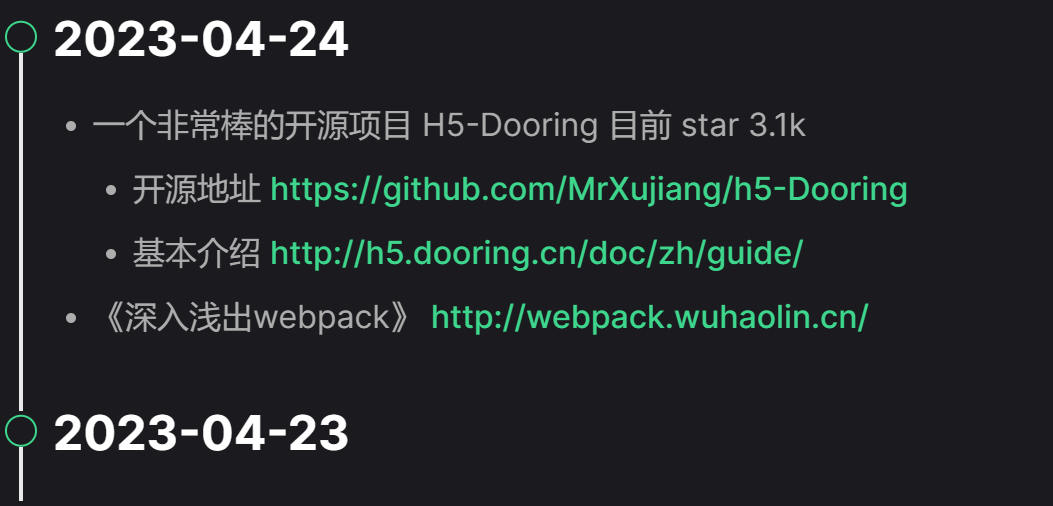 2023-04-24
一个非常棒的开源项目 H5-Dooring 目前 star 3.1k
开源地址 https://github.com/MrXujiang/h5-Dooring
基本介绍 http://h5.dooring.cn/doc/zh/guide/
《深入浅出webpack》 http://webpack.wuhaolin.cn/
2023-04-23